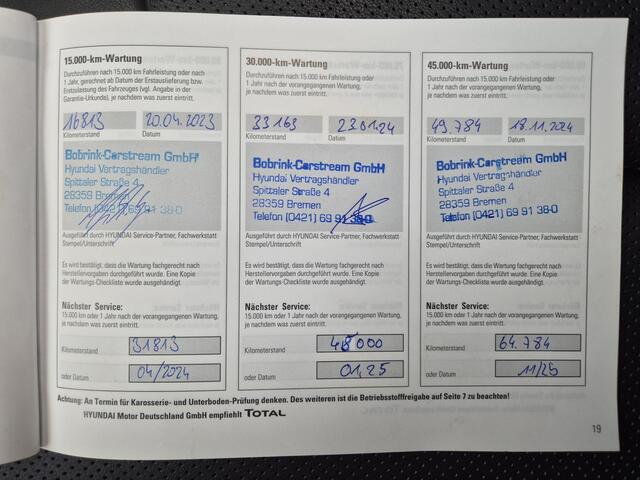 15.000-km-Wartung
Durchzuführen nach 15.000 km Fahrleistung oder nach
1 Jahr, gerechnet ab Datum der Erstauslieferung bzw.
Erstzulassung des Fahrzeuges (vgl. Angabe in der
Garantie-Urkunde), je nachdem was zuerst eintritt.
16813
20.04.2023
Kilometerstand
Datum
Bobrink-Carstream GmbH
Hyundai Vertragshändler
Spittaler Straße 4
28359 Bremen
Telefon (0421) 69 91 38-0
Ausgeführt durch HYUNDAI Service-Partner, Fachwerkstatt
Stempel/Unterschrift
Es wird bestätigt, dass die Wartung fachgerecht nach
Herstellervorgaben durchgeführt wurde. Eine Kopie
der Wartungs-Checkliste wurde ausgehändigt.
Nächster Service:
15.000 km oder 1 Jahr nach der vorangegangenen Wartung,
je nachdem was zuerst eintritt.
Kilometerstand
31813
oder Datum
04/2024
30.000-km-Wartung
Durchzuführen nach 15.000 km Fahrleistung oder
1 Jahr nach der vorangegangenen Wartung,
je nachdem was zuerst eintritt.
33163
23.01.24
Kilometerstand
Datum
Bobrink-Carstream GmbH
Hyundai Vertragshändler
Spittaler Straße 4
28359 Bremen
Telefon (0421) 69 91 38-0
Ausgeführt durch HYUNDAI Service-Partner, Fachwerkstatt
Stempel/Unterschrift
Es wird bestätigt, dass die Wartung fachgerecht nach
Herstellervorgaben durchgeführt wurde. Eine Kopie
der Wartungs-Checkliste wurde ausgehändigt.
Nächster Service:
15.000 km oder 1 Jahr nach der vorangegangenen Wartung,
je nachdem was zuerst eintritt.
Kilometerstand
48000
oder Datum
01.25
45.000-km-Wartung
Durchzuführen nach 15.000 km Fahrleistung oder
1 Jahr nach der vorangegangenen Wartung,
je nachdem was zuerst eintritt.
49.784
18.11.2024
Kilometerstand
Datum
Bobrink-Carstream GmbH
Hyundai Vertragshändler
Spittaler Straße 4
28359 Bremen
Telefon (0421) 69 91 38-0
Ausgeführt durch HYUNDAI Service-Partner, Fachwerkstatt
Stempel/Unterschrift
Es wird bestätigt, dass die Wartung fachgerecht nach
Herstellervorgaben durchgeführt wurde. Eine Kopie
der Wartungs-Checkliste wurde ausgehändigt.
Nächster Service:
15.000 km oder 1 Jahr nach der vorangegangenen Wartung,
je nachdem was zuerst eintritt.
Kilometerstand
64.784
oder Datum
11/25
Achtung: An Termin für Karosserie- und Unterboden-Prüfung denken. Des weiteren ist die Betriebsstofffreigabe auf Seite 7 zu beachten!
HYUNDAI Motor Deutschland GmbH empfiehlt TOTAL
19